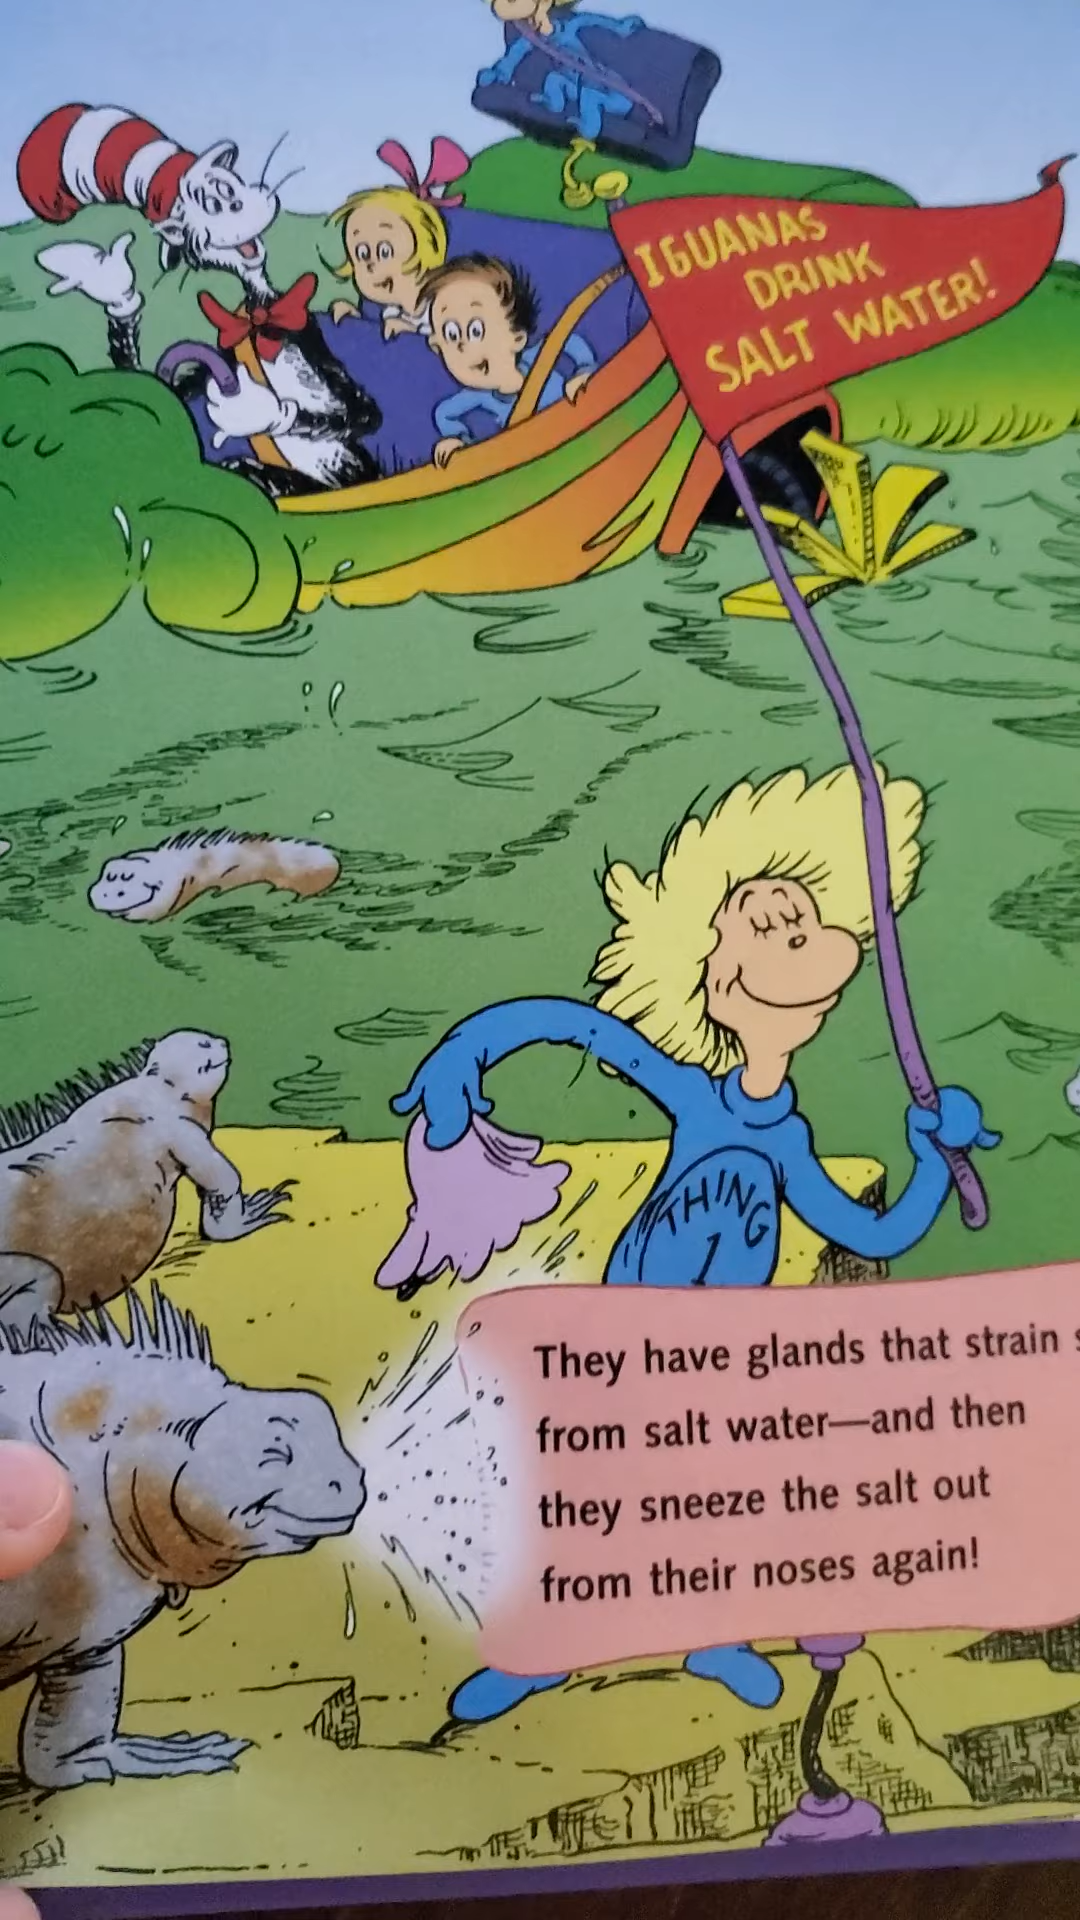 IGUANAS
DRINK
SALT WATER!
THING
1
They have glands that strain
from salt water—and then
they sneeze the salt out
from their noses again!